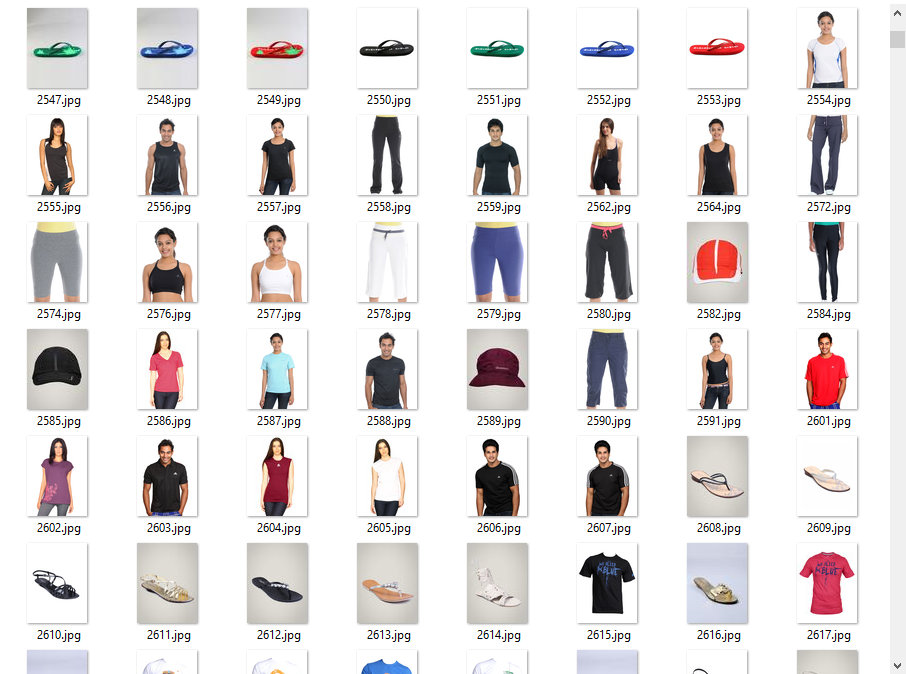 2547.jpg 2548.jpg 2549.jpg 2550.jpg 2551.jpg 2552.jpg 2553.jpg 2554.jpg
2555.jpg 2556.jpg 2557.jpg 2558.jpg 2559.jpg 2562.jpg 2564.jpg 2572.jpg
2574.jpg 2576.jpg 2577.jpg 2578.jpg 2579.jpg 2580.jpg 2582.jpg 2584.jpg
2585.jpg 2586.jpg 2587.jpg 2588.jpg 2589.jpg 2590.jpg 2591.jpg 2601.jpg
2602.jpg 2603.jpg 2604.jpg 2605.jpg 2606.jpg 2607.jpg 2608.jpg 2609.jpg
2610.jpg 2611.jpg 2612.jpg 2613.jpg 2614.jpg 2615.jpg 2616.jpg 2617.jpg